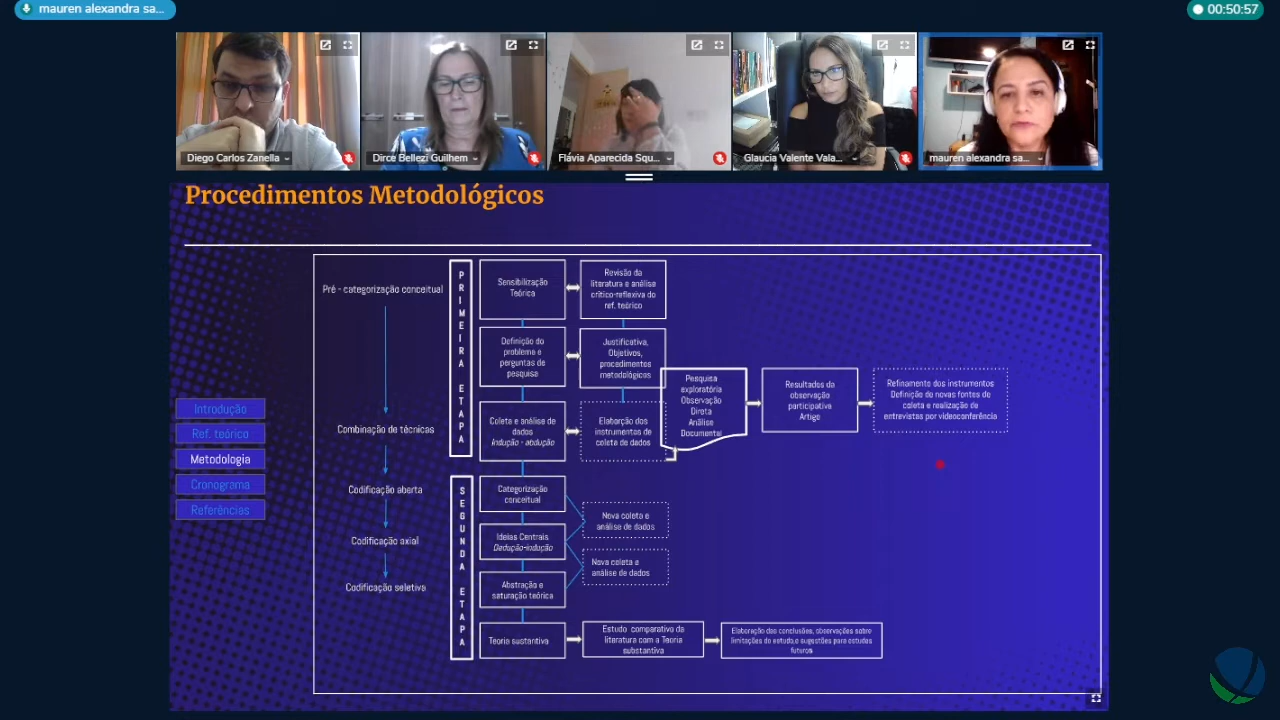 mauren alexandra sa...
00:50:57
Diego Carlos Zanella
Dirce Bellezi Guilhem
Flávia Aparecida Squ...
Glaucia Valente Vala...
mauren alexandra sa...
Procedimentos Metodológicos
Introdução
Ref. teórico
Metodologia
Cronograma
Referências
Pré - categorização conceitual
Combinação de técnicas
Codificação aberta
Codificação axial
Codificação seletiva
PRIMEIRA ETAPA
Sensibilização
Teórica
Revisão da
literatura e análise
crítico-reflexiva do
ref. teórico
Definição do
problema e
perguntas de
pesquisa
Justificativa,
Objetivos,
procedimentos
metodológicos
Coleta e análise de
dados
Indução - abdução
Elaborção dos
instrumentos de
coleta de dados
Pesquisa
exploratória
Observação
Direta
Análise
Documental
Resultados da
observação
participativa
Artigo
Refinamento dos instrumentos
Definição de novas fontes de
coleta e realização de
entrevistas por videoconferência
SEGUNDA ETAPA
Categorização
conceitual
Ideias Centrais
Dedução-indução
Abstração e
saturação teórica
Nova coleta e
análise de dados
Nova coleta e
análise de dados
Teoria sustantiva
Estudo comparativo da
literatura com a Teoria
substantiva
Elaboração das conclusões, observações sobre
limitações do estudo,e sugestões para estudos
futuros